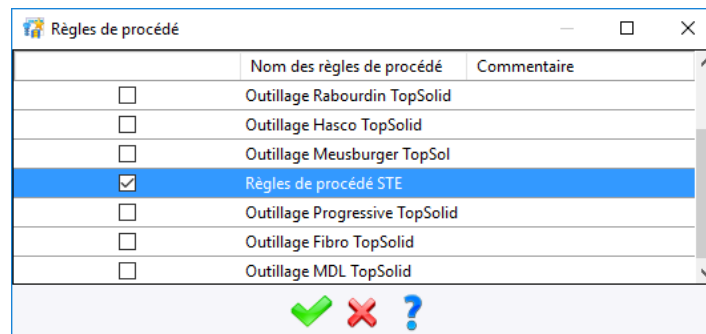 Règles de procédé
Nom des règles de procédé Commentaire
Outillage Rabourdin TopSolid
Outillage Hasco TopSolid
Outillage Meusburger TopSol
Règles de procédé STE
Outillage Progressive TopSolid
Outillage Fibro TopSolid
Outillage MDL TopSolid